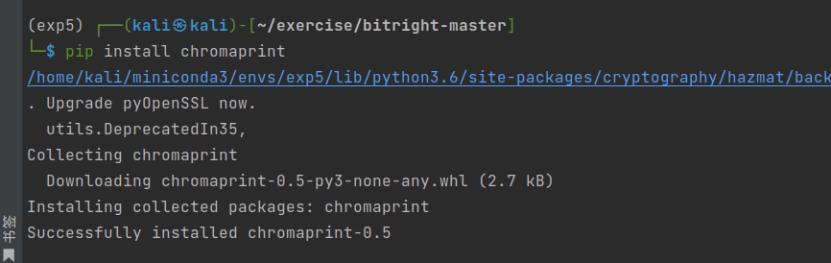 (exp5) ┌──(kali㉿kali)-[~/exercise/bitright-master]
└─$ pip install chromaprint
/home/kali/miniconda3/envs/exp5/lib/python3.6/site-packages/cryptography/hazmat/back
. Upgrade pyOpenSSL now.
  utils.DeprecatedIn35,
Collecting chromaprint
  Downloading chromaprint-0.5-py3-none-any.whl (2.7 kB)
Installing collected packages: chromaprint
Successfully installed chromaprint-0.5
书签